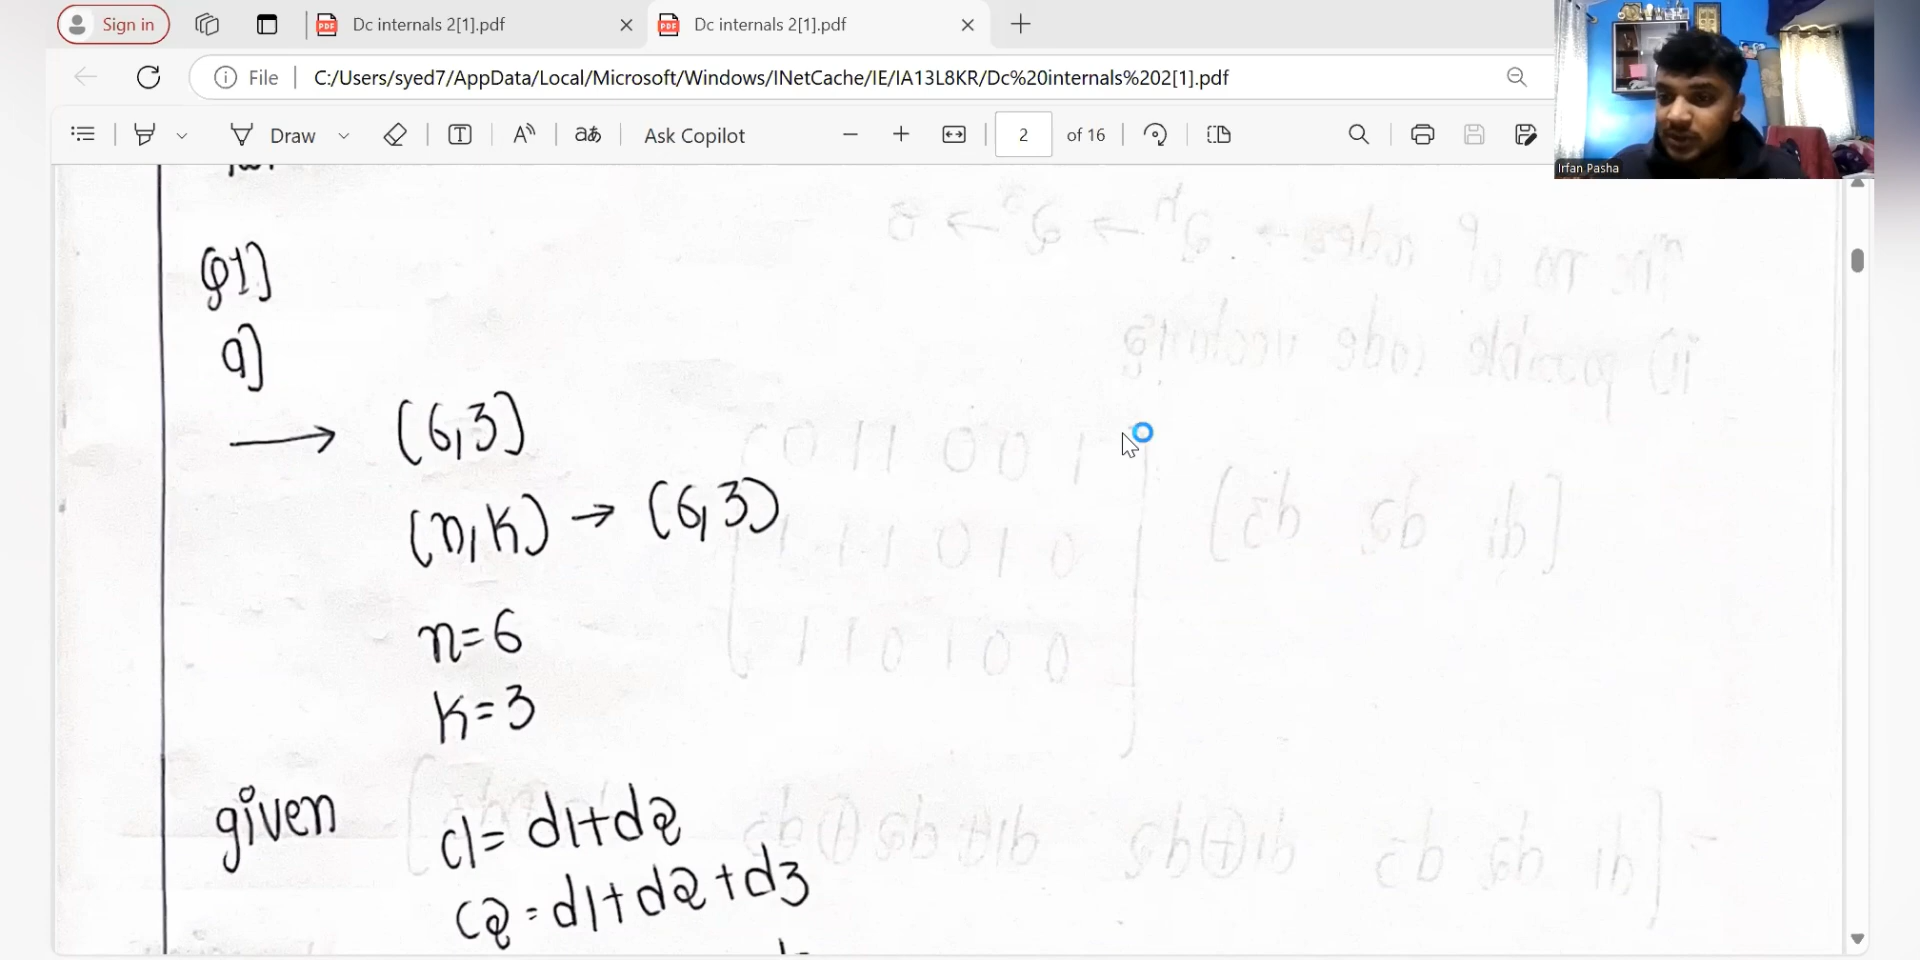 Sign in
Dc internals 2[1].pdf
Dc internals 2[1].pdf
File
C:/Users/syed7/AppData/Local/Microsoft/Windows/INetCache/IE/IA13L8KR/Dc%20internals%202[1].pdf
Draw
Ask Copilot
2 of 16
Irfan Pasha
Q1]
a]
(6,3)
(n,k) → (6,3)
n=6
k=3
given c1= d1+d2
c2 = d1+d2+d3